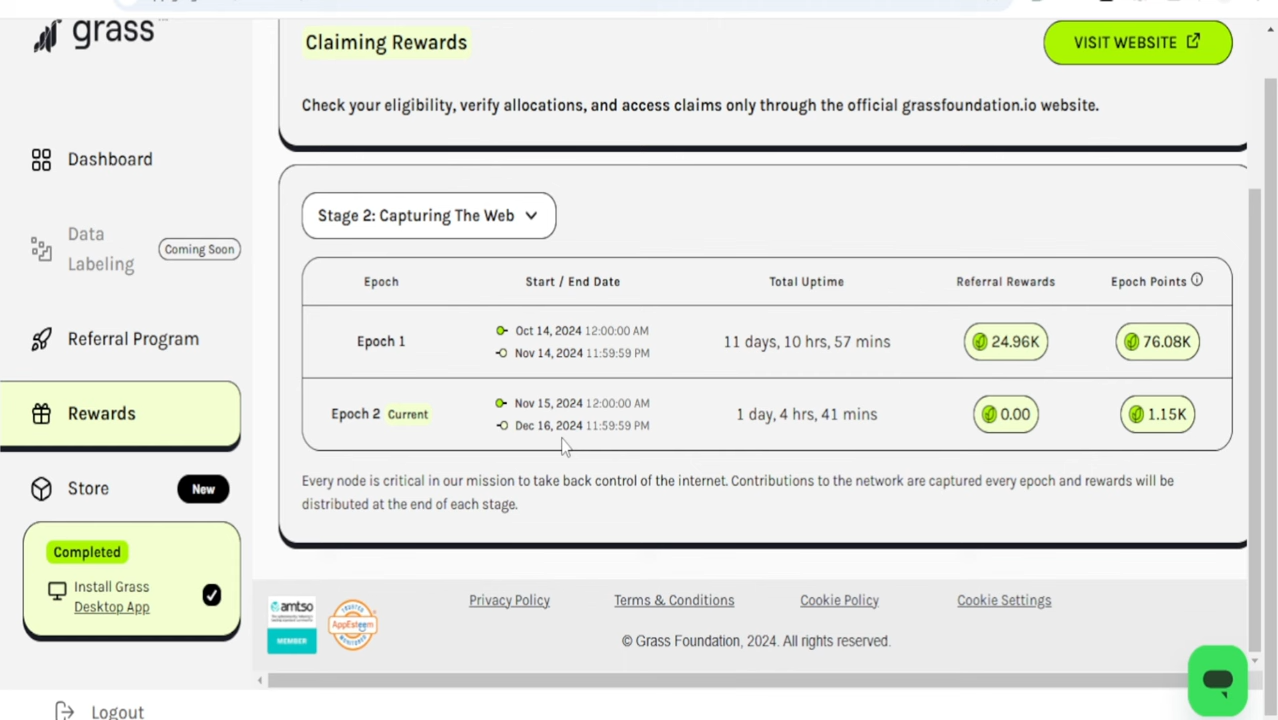 grass
Claiming Rewards
VISIT WEBSITE
Check your eligibility, verify allocations, and access claims only through the official grassfoundation.io website.
Dashboard
Data
Labeling
Coming Soon
Referral Program
Rewards
Store
New
Completed
Install Grass
Desktop App
Logout
Stage 2: Capturing The Web
Epoch Start / End Date Total Uptime Referral Rewards Epoch Points
Epoch 1 Oct 14, 2024 12:00:00 AM
Nov 14, 2024 11:59:59 PM
11 days, 10 hrs, 57 mins 24.96K 76.08K
Epoch 2 Current Nov 15, 2024 12:00:00 AM
Dec 16, 2024 11:59:59 PM
1 day, 4 hrs, 41 mins 0.00 1.15K
Every node is critical in our mission to take back control of the internet. Contributions to the network are captured every epoch and rewards will be
distributed at the end of each stage.
amtso
MEMBER
TRUSTED
AppEsteem
Privacy Policy Terms & Conditions Cookie Policy Cookie Settings
© Grass Foundation, 2024. All rights reserved.